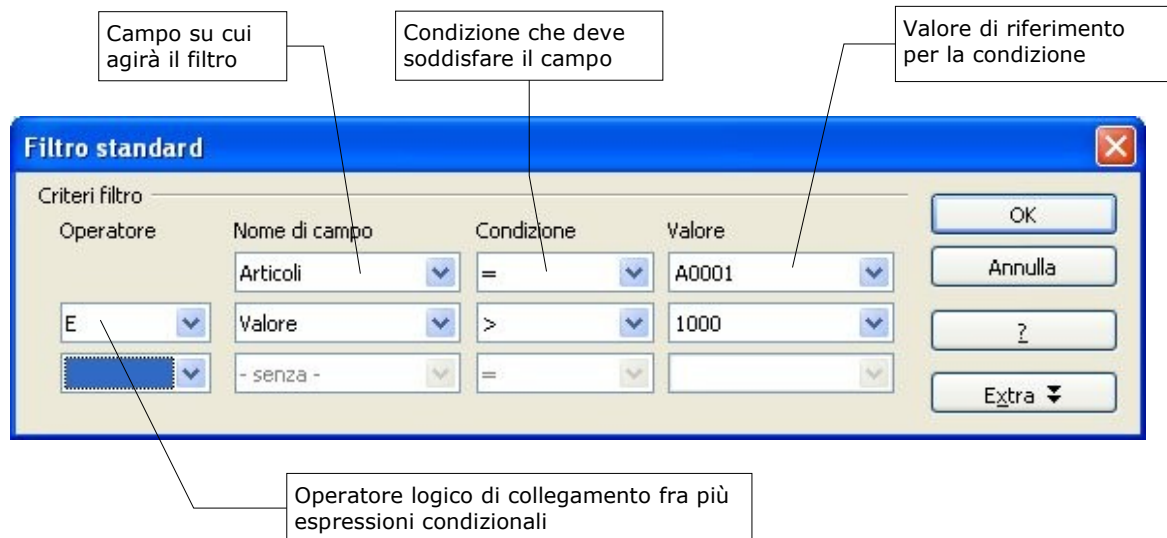 Campo su cui
agirà il filtro
Condizione che deve
soddisfare il campo
Valore di riferimento
per la condizione
Filtro standard
Criteri filtro
Operatore Nome di campo Condizione Valore
OK
Articoli = A0001
Annulla
E Valore > 1000
?
- senza - =
Extra
Operatore logico di collegamento fra più
espressioni condizionali